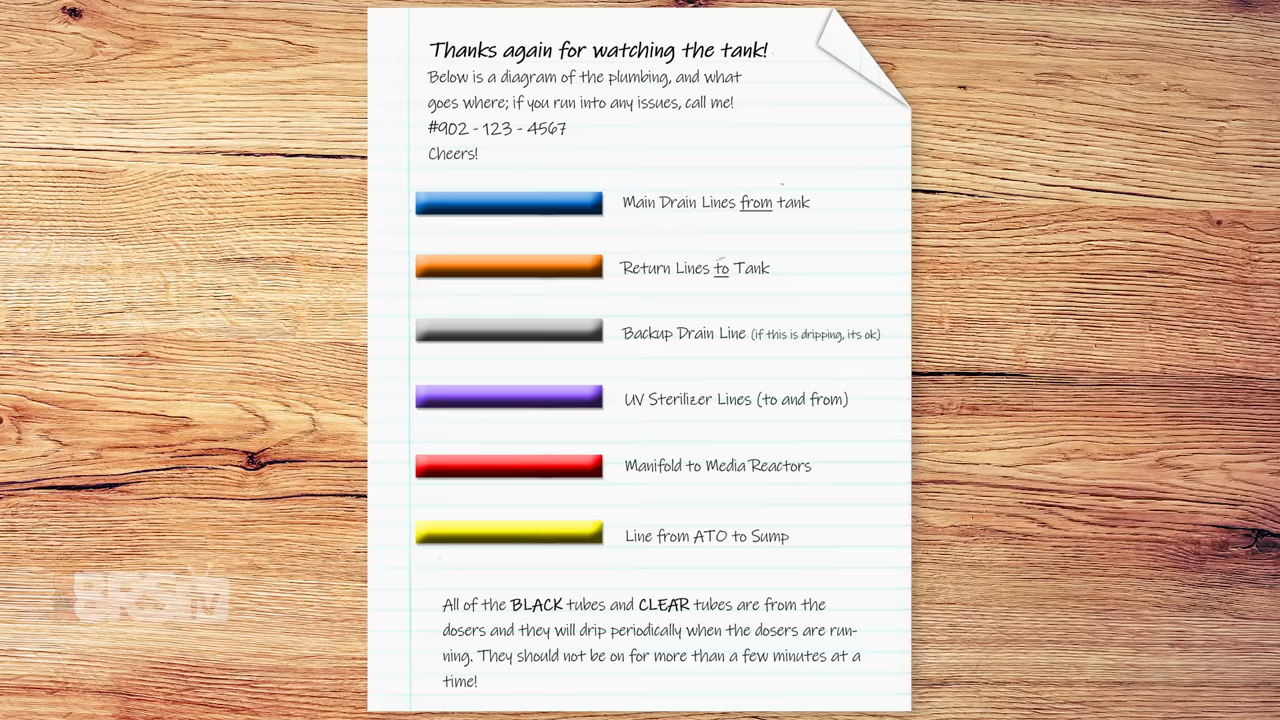 Thanks again for watching the tank!
Below is a diagram of the plumbing, and what
goes where; if you run into any issues, call me!
#902 - 123 - 4567
Cheers!
Main Drain Lines from tank
Return Lines to Tank
Backup Drain Line (if this is dripping, its ok)
UV Sterilizer Lines (to and from)
Manifold to Media Reactors
Line from ATO to Sump
All of the BLACK tubes and CLEAR tubes are from the
dosers and they will drip periodically when the dosers are run-
ning. They should not be on for more than a few minutes at a
time!
BRS TV